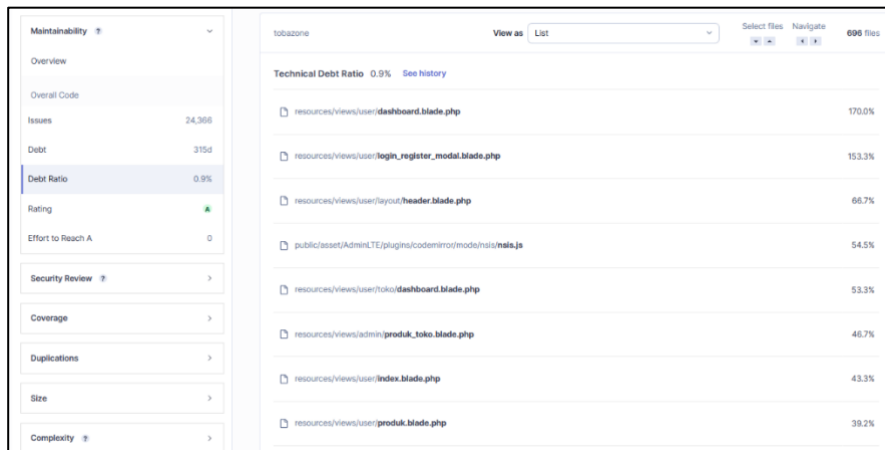 Maintainability ?
Overview
Overall Code
Issues 24,366
Debt 315d
Debt Ratio 0.9%
Rating A
Effort to Reach A 0
Security Review ?
Coverage
Duplications
Size
Complexity ?
tobazone View as List Select files Navigate 696 files
Technical Debt Ratio 0.9% See history
resources/views/user/dashboard.blade.php 170.0%
resources/views/user/login_register_modal.blade.php 153.3%
resources/views/user/layout/header.blade.php 66.7%
public/asset/AdminLTE/plugins/codemirror/mode/nsis/nsis.js 54.5%
resources/views/user/toko/dashboard.blade.php 53.3%
resources/views/admin/produk_toko.blade.php 46.7%
resources/views/user/index.blade.php 43.3%
resources/views/user/produk.blade.php 39.2%